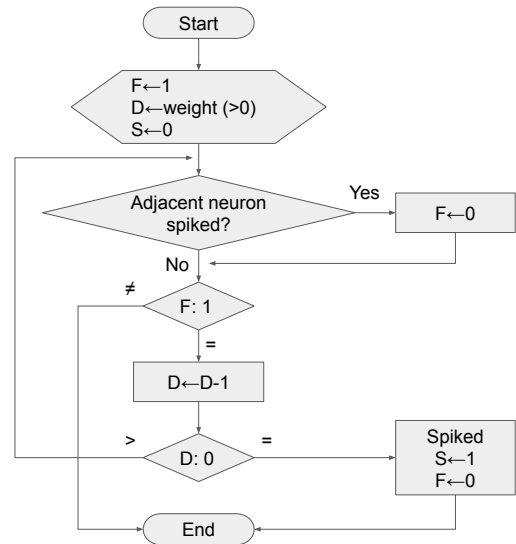 Start
F←1
D←weight (>0)
S←0
Adjacent neuron
spiked?
Yes
F←0
No
≠
F: 1
=
D←D-1
>
D: 0
=
Spiked
S←1
F←0
End